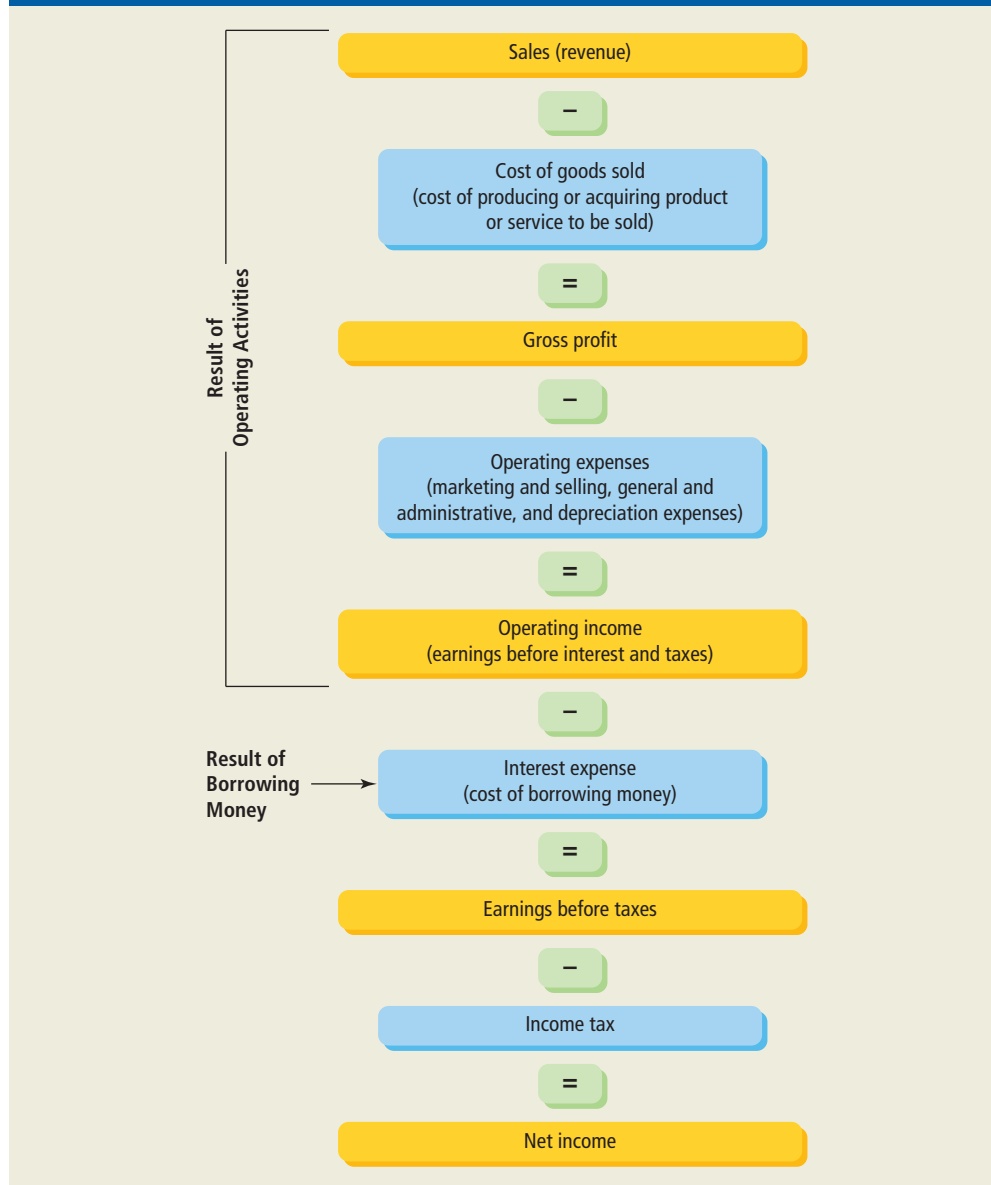 Sales (revenue)
–
Cost of goods sold
(cost of producing or acquiring product
or service to be sold)
=
Gross profit
–
Operating expenses
(marketing and selling, general and
administrative, and depreciation expenses)
=
Operating income
(earnings before interest and taxes)
Result of
Operating Activities
–
Result of
Borrowing
Money
Interest expense
(cost of borrowing money)
=
Earnings before taxes
–
Income tax
=
Net income